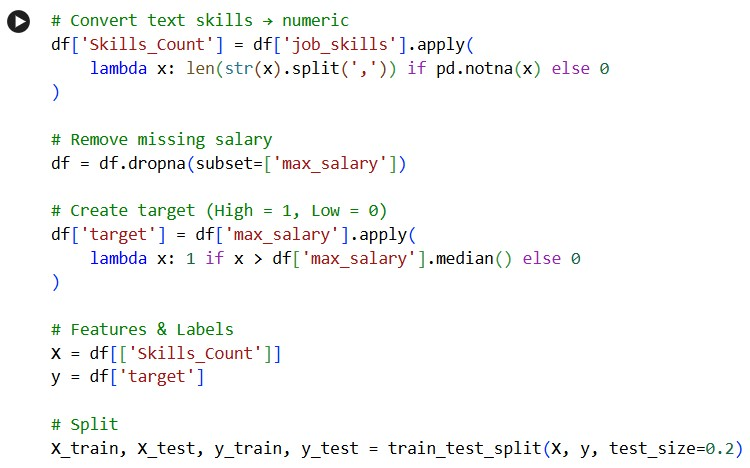 # Convert text skills → numeric
df['Skills_Count'] = df['job_skills'].apply(
    lambda x: len(str(x).split(',')) if pd.notna(x) else 0
)

# Remove missing salary
df = df.dropna(subset=['max_salary'])

# Create target (High = 1, Low = 0)
df['target'] = df['max_salary'].apply(
    lambda x: 1 if x > df['max_salary'].median() else 0
)

# Features & Labels
X = df[['Skills_Count']]
y = df['target']

# Split
X_train, X_test, y_train, y_test = train_test_split(X, y, test_size=0.2)